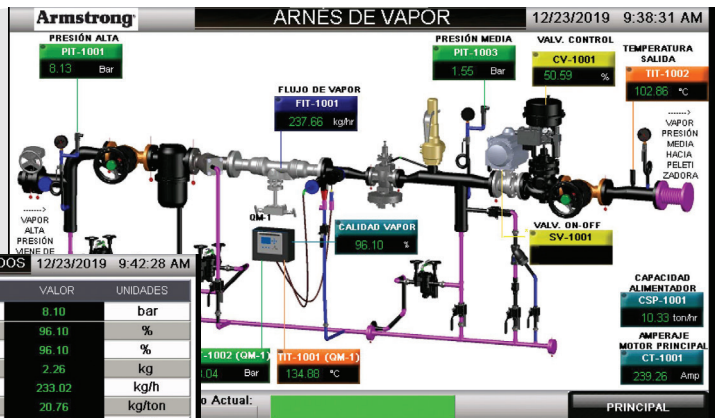 Armstrong®
ARNÉS DE VAPOR
12/23/2019 9:38:31 AM
PRESIÓN ALTA
PIT-1001
8.13 Bar
FLUJO DE VAPOR
FIT-1001
237.66 kg/hr
PRESIÓN MEDIA
PIT-1003
1.55 Bar
VALV. CONTROL
CV-1001
50.59 %
TEMPERATURA
SALIDA
TIT-1002
102.86 °C
------>
VAPOR
PRESIÓN
MEDIA
HACIA
PELETI
ZADORA
------>
VAPOR
ALTA
PRESIÓN
VIENE DE
QM-1
CALIDAD VAPOR
96.10 %
VALV. ON-OFF
SV-1001
CAPACIDAD
ALIMENTADOR
CSP-1001
10.33 ton/hr
AMPERAJE
MOTOR PRINCIPAL
CT-1001
239.26 Amp
-1002 (QM-1)
.04 Bar
TIT-1001 (QM-1)
134.88 °C
o Actual:
PRINCIPAL
DOS 12/23/2019 9:42:28 AM
VALOR UNIDADES
8.10 bar
96.10 %
96.10 %
2.26 kg
233.02 kg/h
20.76 kg/ton